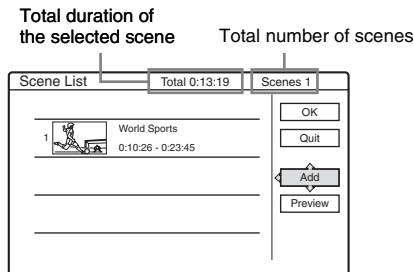 Total duration of
the selected scene
Total number of scenes
Scene List Total 0:13:19 Scenes 1
OK
World Sports
1
Quit
0:10:26 - 0:23:45
Add
Preview